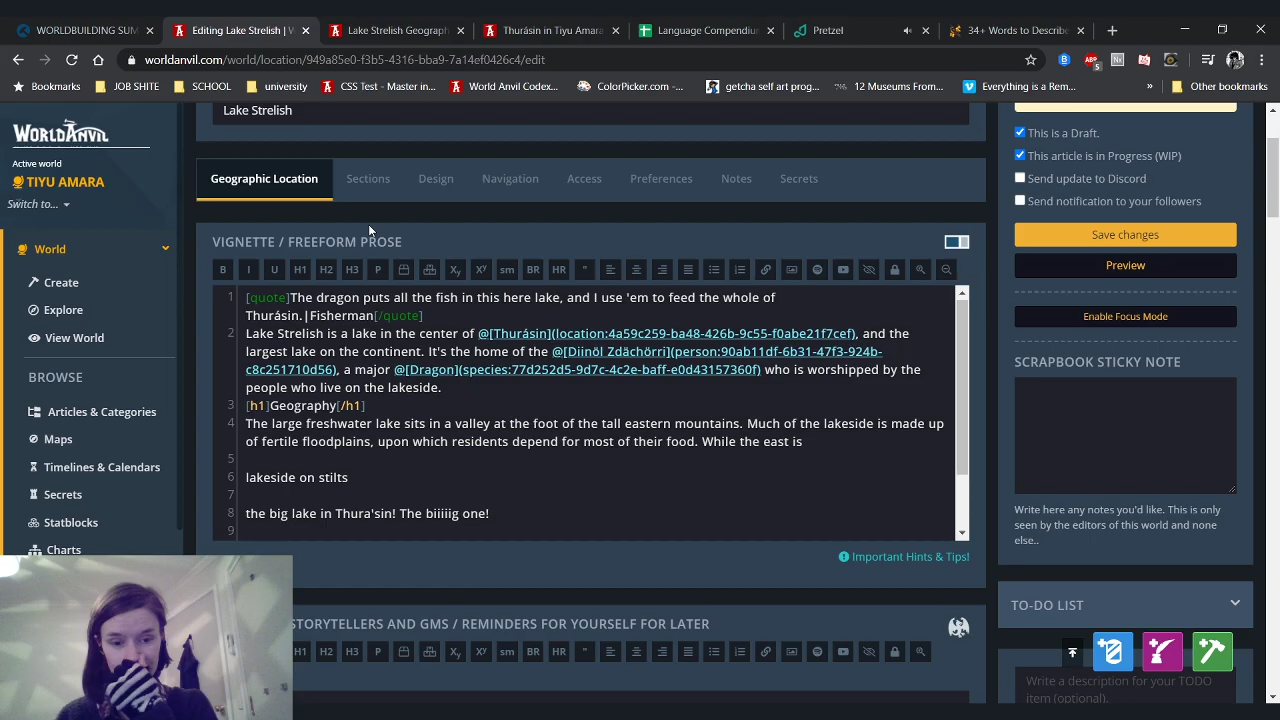 WORLDBUILDING SUM
Editing Lake Strelish | W
Lake Strelish Geograph
Thurásin in Tiyu Amara
Language Compendiu
Pretzel
34+ Words to Describe
worldanvil.com/world/location/949a85e0-f3b5-4316-bba9-7a14ef0426c4/edit
Bookmarks
JOB SHITE
SCHOOL
university
CSS Test - Master in...
World Anvil Codex...
ColorPicker.com -...
getcha self art prog...
12 Museums From...
Everything is a Rem...
»
Other bookmarks
WORLDANVIL
Active world
TIYU AMARA
Switch to...
World
Create
Explore
View World
BROWSE
Articles & Categories
Maps
Timelines & Calendars
Secrets
Statblocks
Charts
Lake Strelish
Geographic Location
Sections
Design
Navigation
Access
Preferences
Notes
Secrets
VIGNETTE / FREEFORM PROSE
B I U H1 H2 H3 P Xy X^y sm BR HR "
1 [quote]The dragon puts all the fish in this here lake, and I use 'em to feed the whole of
Thurásin.|Fisherman[/quote]
2 Lake Strelish is a lake in the center of @[Thurásin](location:4a59c259-ba48-426b-9c55-f0abe21f7cef), and the
largest lake on the continent. It's the home of the @[Diinöl Zdächörri](person:90ab11df-6b31-47f3-924b-
c8c251710d56), a major @[Dragon](species:77d252d5-9d7c-4c2e-baff-e0d43157360f) who is worshipped by the
people who live on the lakeside.
3 [h1]Geography[/h1]
4 The large freshwater lake sits in a valley at the foot of the tall eastern mountains. Much of the lakeside is made up
of fertile floodplains, upon which residents depend for most of their food. While the east is
5
6 lakeside on stilts
7
8 the big lake in Thura'sin! The biiiiig one!
9
Important Hints & Tips!
STORYTELLERS AND GMS / REMINDERS FOR YOURSELF FOR LATER
H1 H2 H3 P Xy X^y sm BR HR "
This is a Draft.
This article is in Progress (WIP)
Send update to Discord
Send notification to your followers
Save changes
Preview
Enable Focus Mode
SCRAPBOOK STICKY NOTE
Write here any notes you'd like. This is only
seen by the editors of this world and none
else..
TO-DO LIST
Write a description for your TODO
item (optional).